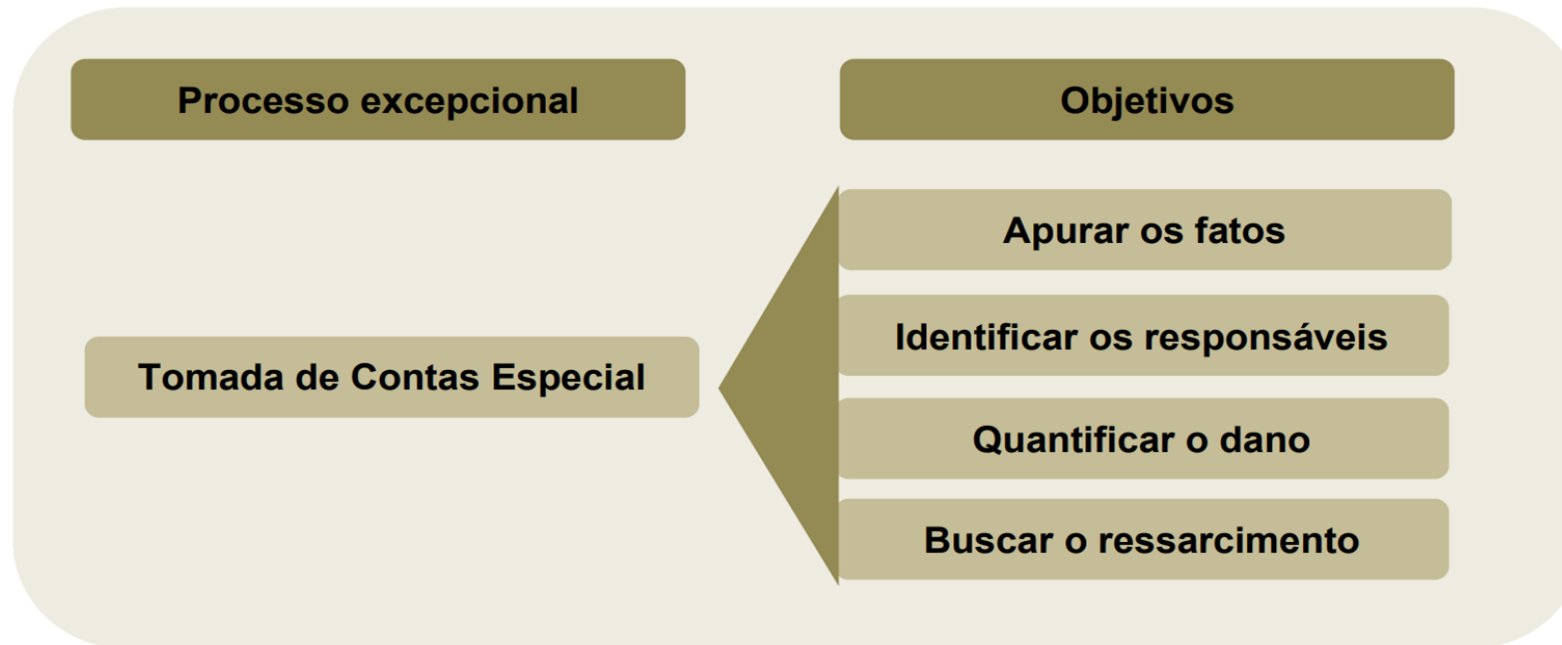 Processo excepcional
Objetivos
Tomada de Contas Especial
Apurar os fatos
Identificar os responsáveis
Quantificar o dano
Buscar o ressarcimento